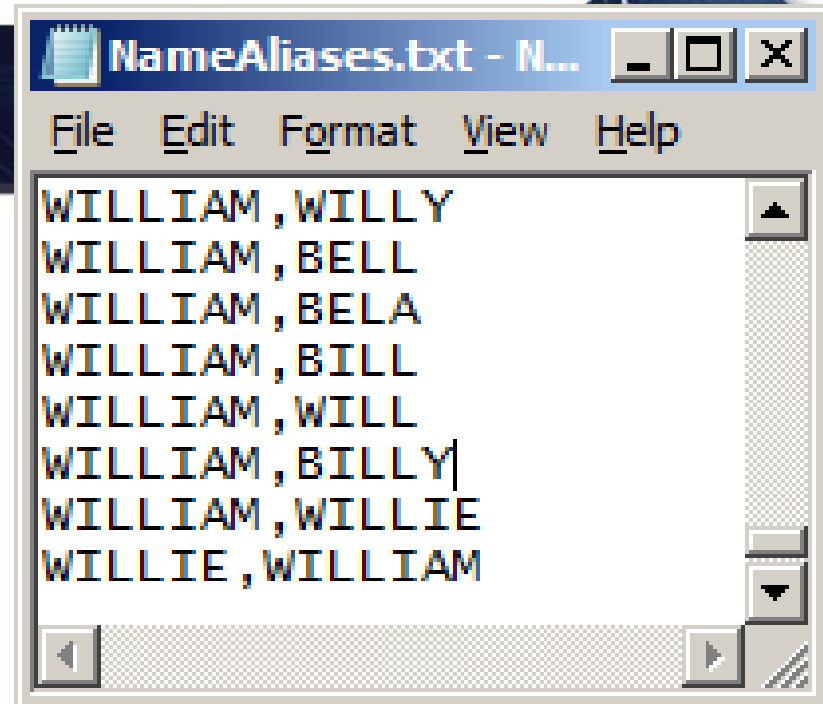 NameAliases.txt - N...
File Edit Format View Help
WILLIAM,WILLY
WILLIAM,BELL
WILLIAM,BELA
WILLIAM,BILL
WILLIAM,WILL
WILLIAM,BILLY
WILLIAM,WILLIE
WILLIE,WILLIAM